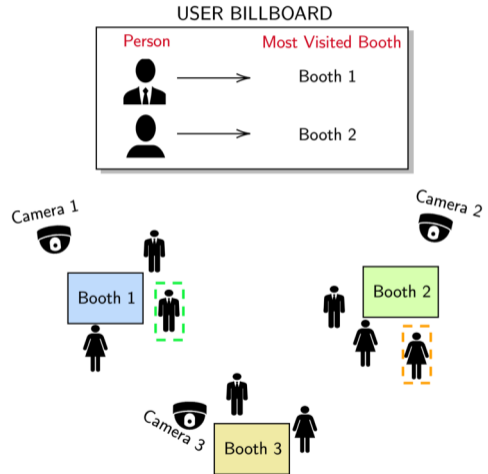 USER BILLBOARD
Person Most Visited Booth
Booth 1
Booth 2
Camera 1
Camera 2
Booth 1
Booth 2
Camera 3
Booth 3